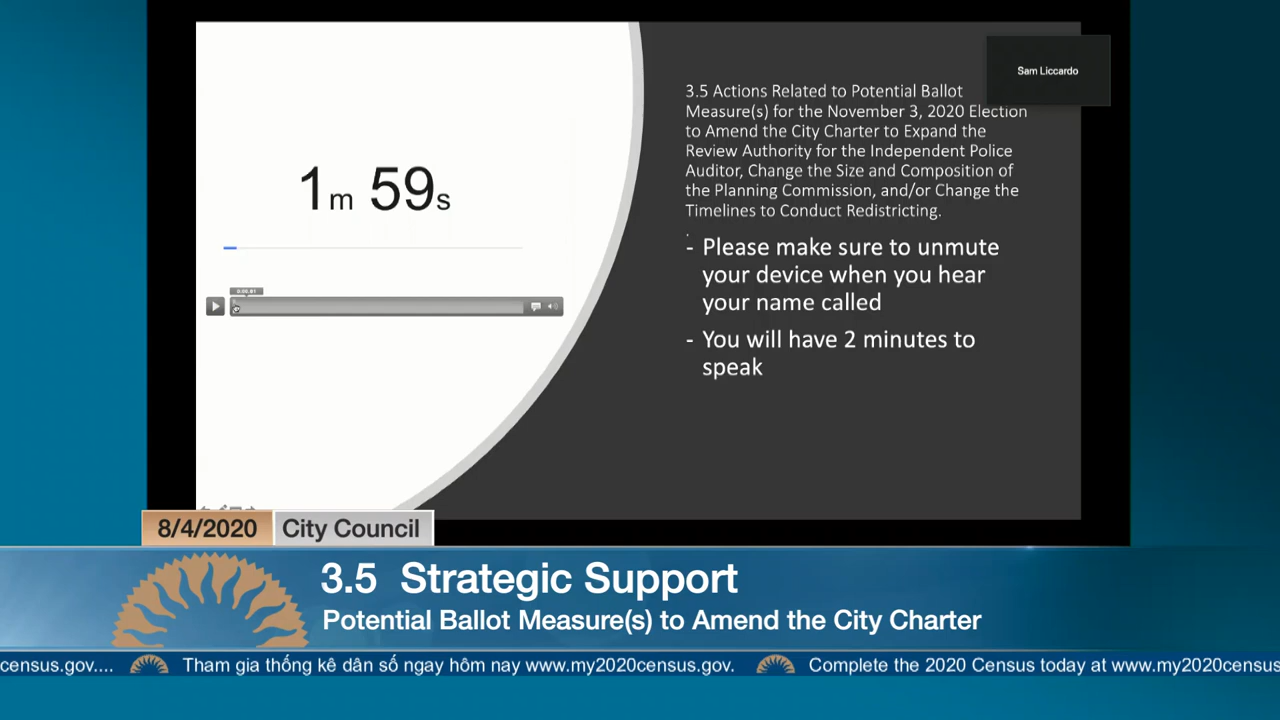 Sam Liccardo
3.5 Actions Related to Potential Ballot
Measure(s) for the November 3, 2020 Election
to Amend the City Charter to Expand the
Review Authority for the Independent Police
Auditor, Change the Size and Composition of
the Planning Commission, and/or Change the
Timelines to Conduct Redistricting.
.
- Please make sure to unmute
your device when you hear
your name called
- You will have 2 minutes to
speak
1m 59s
8/4/2020
City Council
3.5 Strategic Support
Potential Ballot Measure(s) to Amend the City Charter
census.gov.... Tham gia thống kê dân số ngay hôm nay www.my2020census.gov. Complete the 2020 Census today at www.my2020census